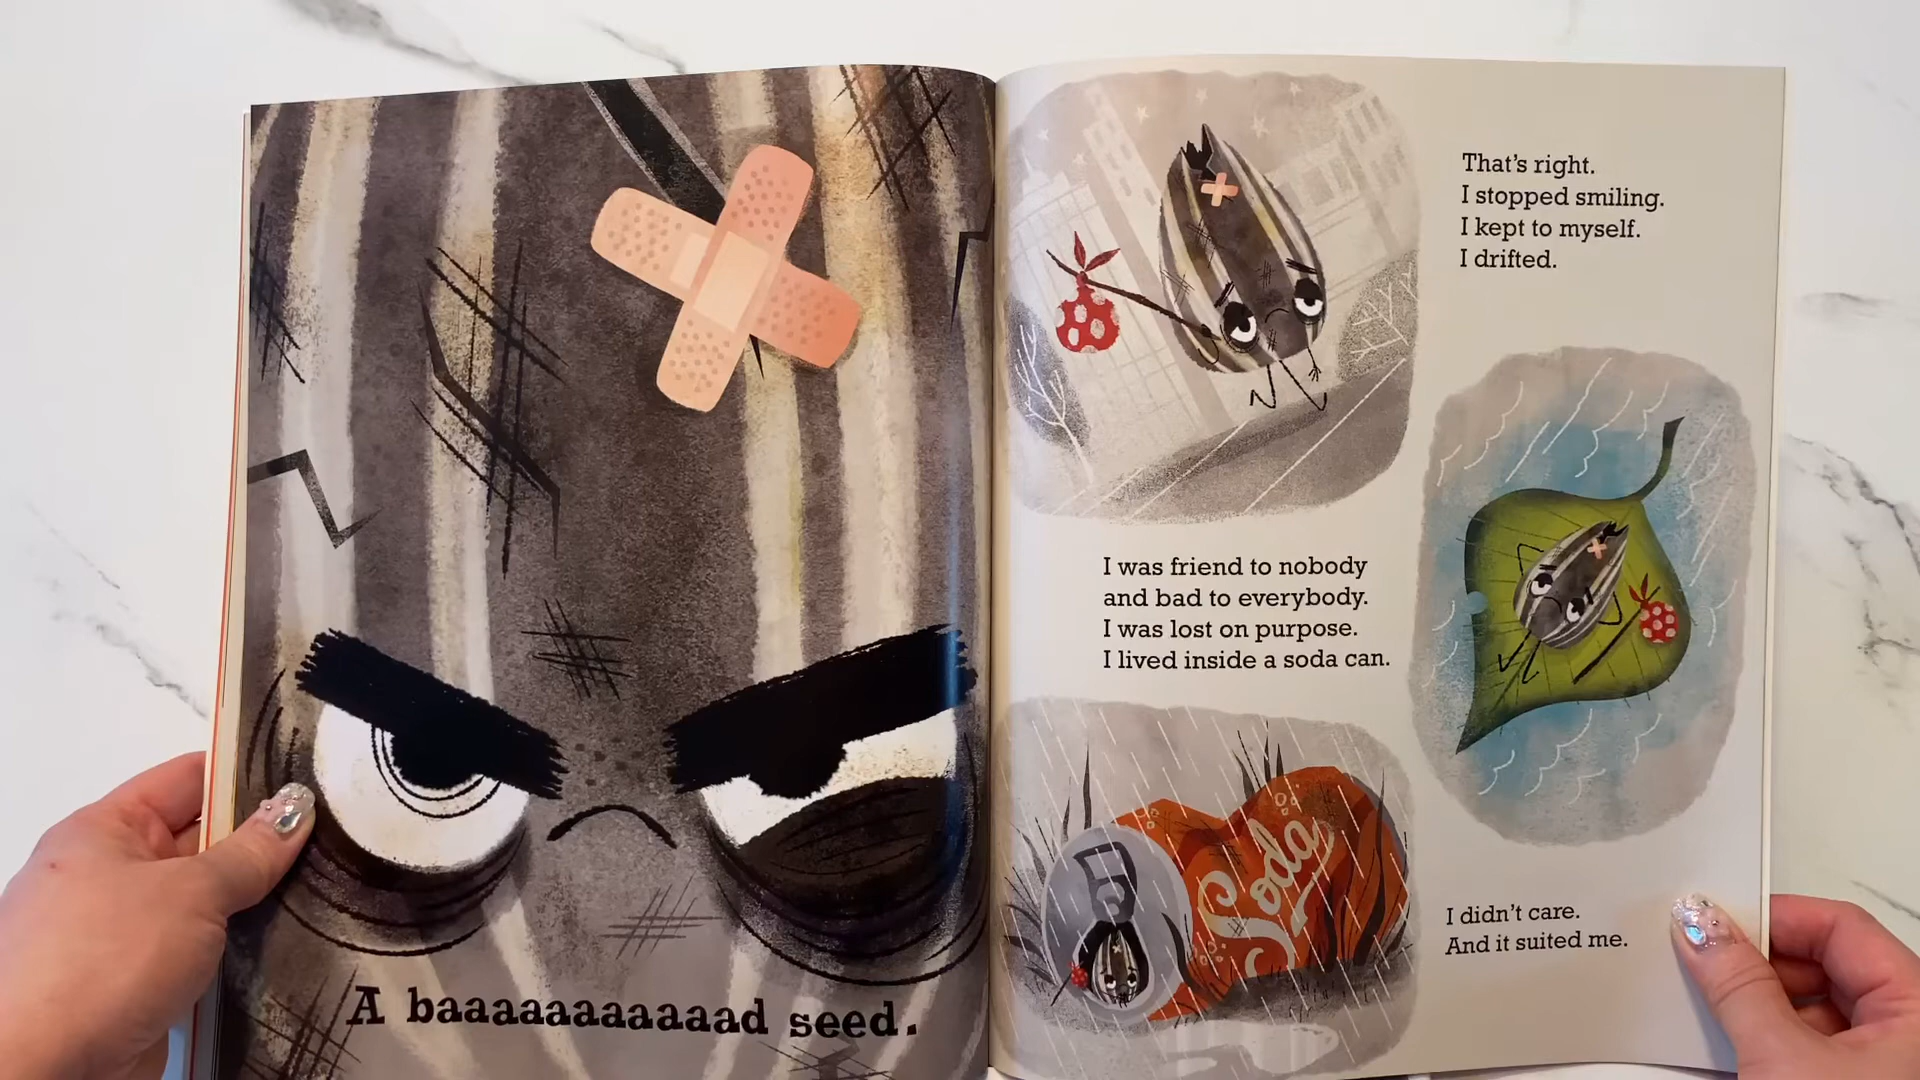 A baaaaaaaaaaaad seed.
That's right.
I stopped smiling.
I kept to myself.
I drifted.
I was friend to nobody
and bad to everybody.
I was lost on purpose.
I lived inside a soda can.
Soda
I didn't care.
And it suited me.